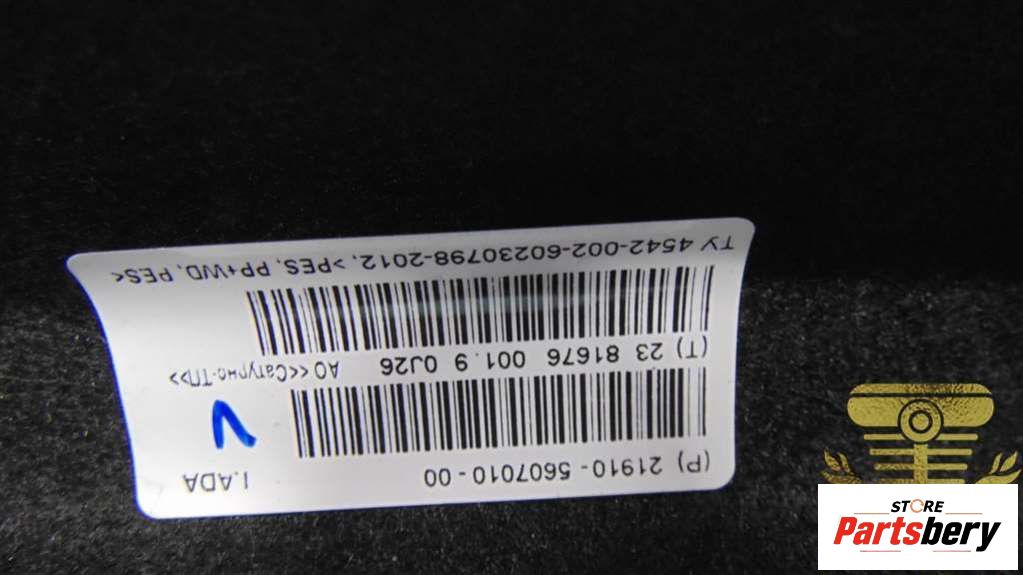 (P) 21910 - 5607010 - 00
LADA
(T) 23 81676 001. 9 0J26
АО <<Сатурно-ТП>>
ТУ 4542-002-60230798-2012, >PES, PP+WD, PES<
V
STORE
Partsbery